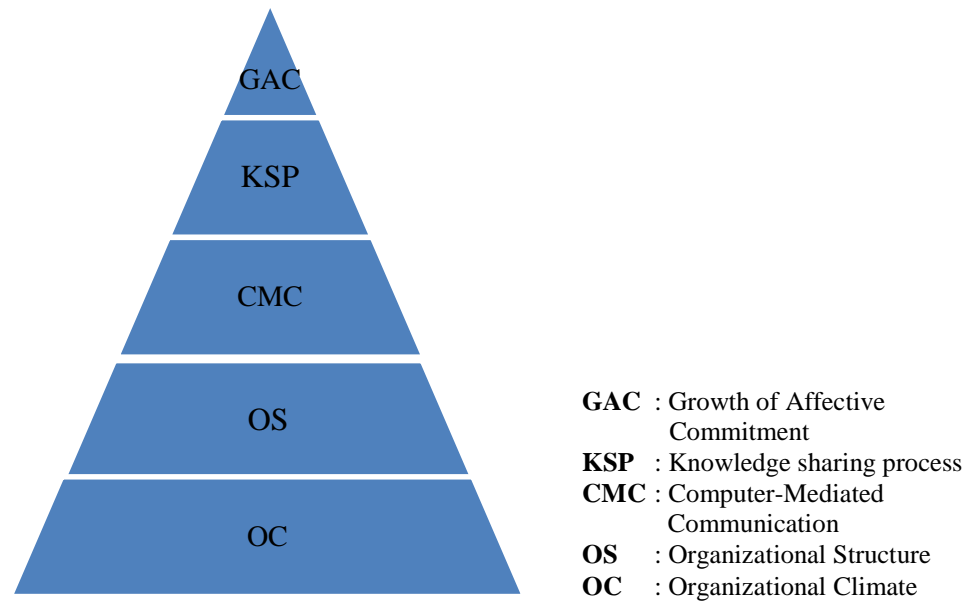 GAC
KSP
CMC
OS
OC
GAC : Growth of Affective
Commitment
KSP : Knowledge sharing process
CMC : Computer-Mediated
Communication
OS : Organizational Structure
OC : Organizational Climate